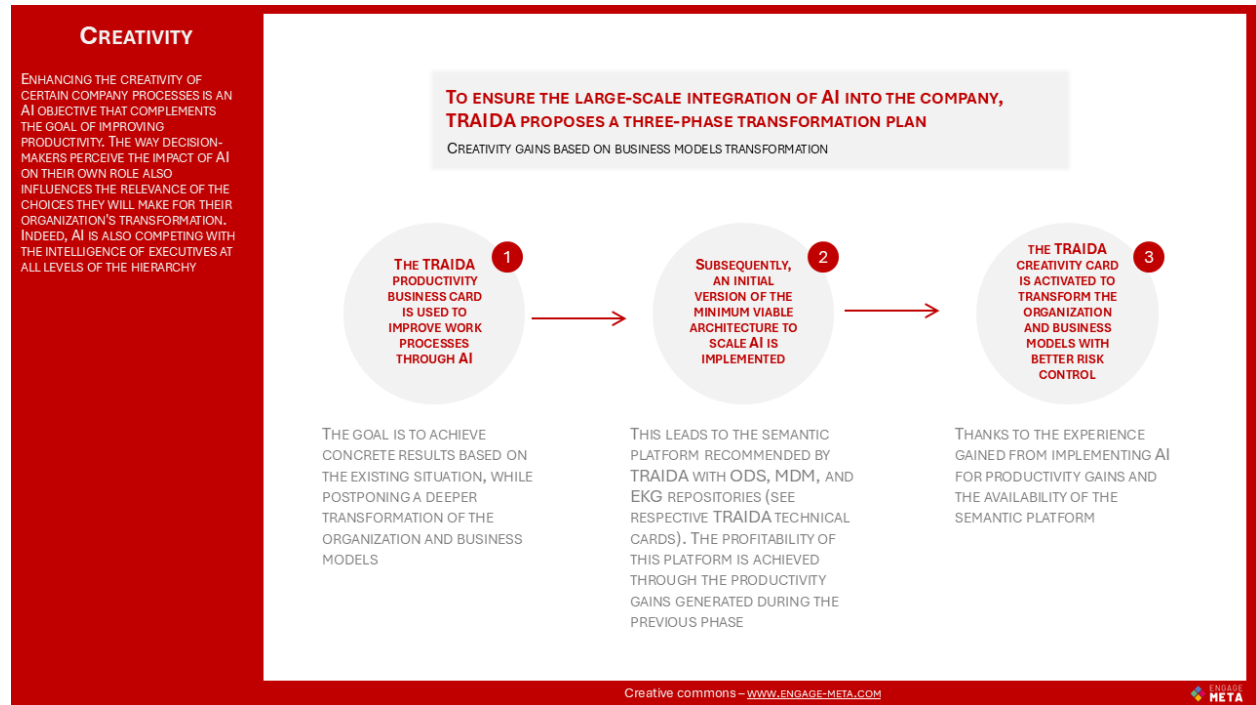 Creativity
Enhancing the creativity of
certain company processes is an
AI objective that complements
the goal of improving
productivity. The way decision-
makers perceive the impact of AI
on their own role also
influences the relevance of the
choices they will make for their
organization's transformation.
Indeed, AI is also competing with
the intelligence of executives at
all levels of the hierarchy
To ensure the large-scale integration of AI into the company,
TRAIDA proposes a three-phase transformation plan
Creativity gains based on business models transformation
1
The TRAIDA
productivity
business card
is used to
improve work
processes
through AI
The goal is to achieve
concrete results based on
the existing situation, while
postponing a deeper
transformation of the
organization and business
models
2
Subsequently,
an initial
version of the
minimum viable
architecture to
scale AI is
implemented
This leads to the semantic
platform recommended by
TRAIDA with ODS, MDM, and
EKG repositories (see
respective TRAIDA technical
cards). The profitability of
this platform is achieved
through the productivity
gains generated during the
previous phase
3
the TRAIDA
creativity card
is activated to
transform the
organization
and business
models with
better risk
control
Thanks to the experience
gained from implementing AI
for productivity gains and
the availability of the
semantic platform
Creative commons – www.engage-meta.com
ENGAGE
META